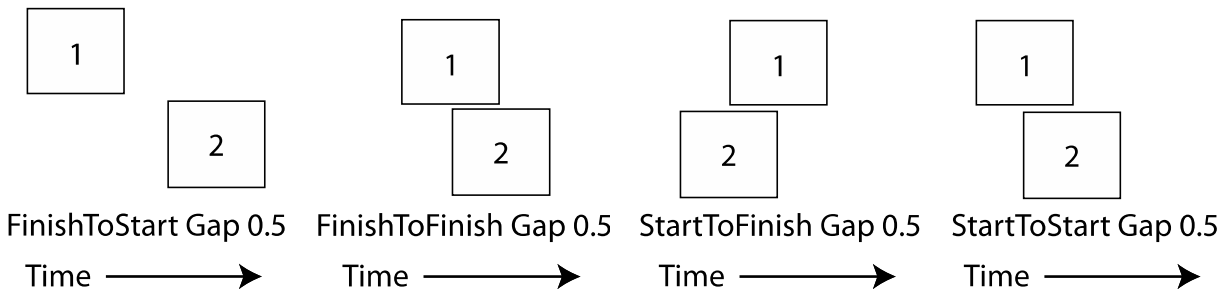 1
2
FinishToStart Gap 0.5
Time
1
2
FinishToFinish Gap 0.5
Time
1
2
StartToFinish Gap 0.5
Time
1
2
StartToStart Gap 0.5
Time